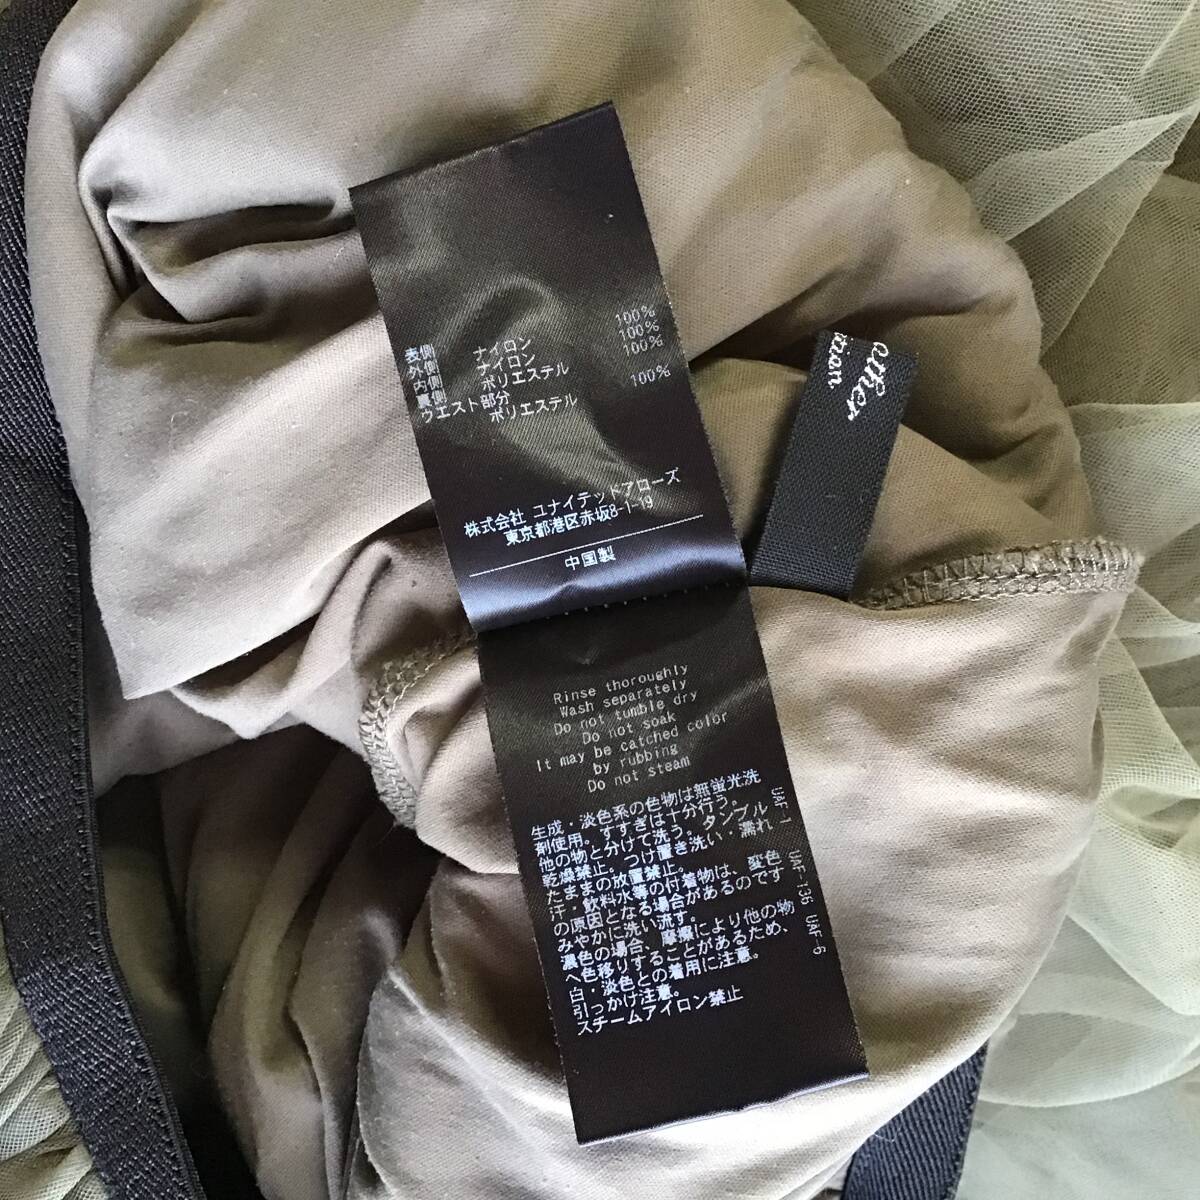 表側
外側 ナイロン 100%
内側 ナイロン 100%
裏側 ポリエステル 100%
ウエスト部分
ポリエステル 100%
株式会社 ユナイテッドアローズ
東京都港区赤坂8-1-19
中国製
Rinse thoroughly
Wash separately
Do not tumble dry
Do not soak
It may be catched color
by rubbing
Do not steam
生成・淡色系の色物は無蛍光洗
剤使用。すすぎは十分行う。
他の物と分けて洗う。タンブル
乾燥禁止。つけ置き洗い・濡れ
たままの放置禁止。
汗・飲料水等の付着物は、変色
の原因となる場合があるのです
みやかに洗い流す。
濃色の場合、摩擦により他の物
へ色移りすることがあるため、
白・淡色との着用に注意。
引っかけ注意。
スチームアイロン禁止
UAF-1 UAF-136 UAF-6